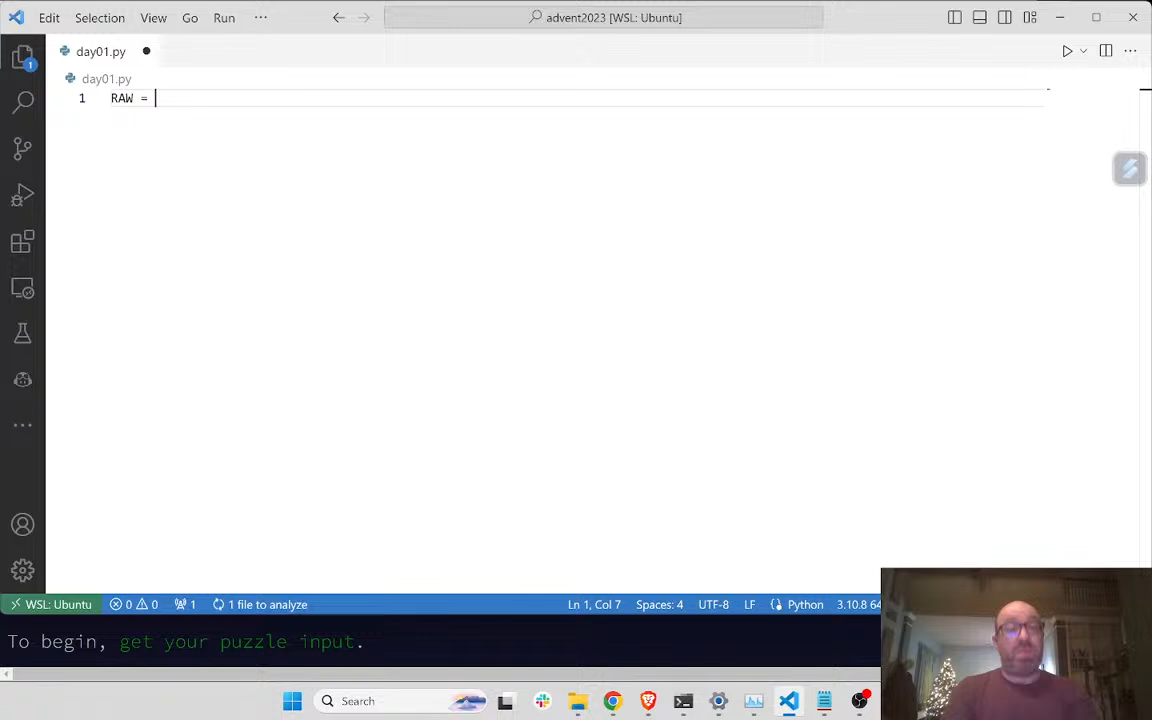 Edit Selection View Go Run ··· advent2023 [WSL: Ubuntu]
day01.py
day01.py
1 RAW =
1
WSL: Ubuntu 0 0 1 1 file to analyze Ln 1, Col 7 Spaces: 4 UTF-8 LF Python 3.10.8 64
To begin, get your puzzle input.
Search